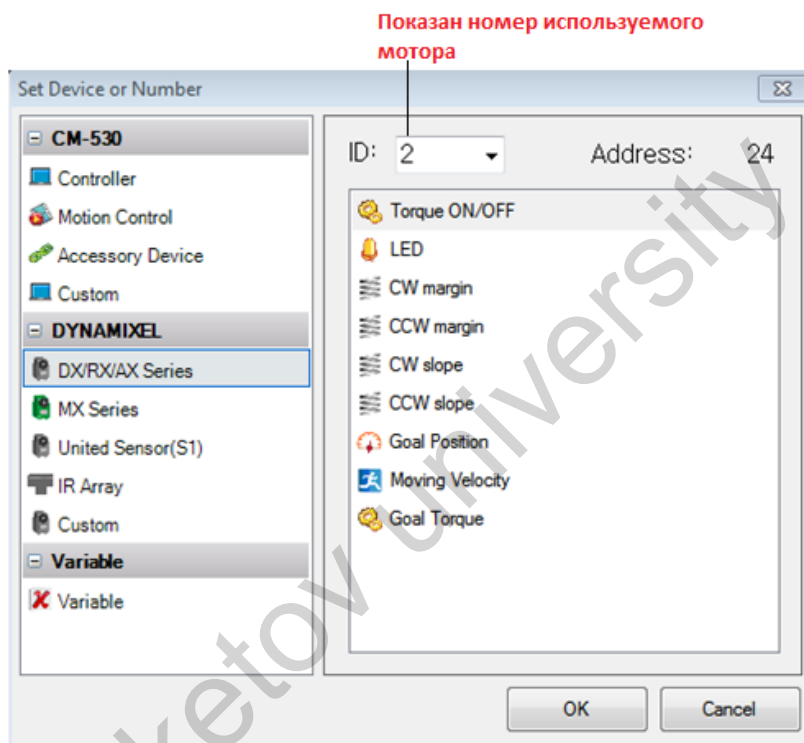 Показан номер используемого
мотора
Set Device or Number
CM-530
Controller
Motion Control
Accessory Device
Custom
DYNAMIXEL
DX/RX/AX Series
MX Series
United Sensor(S1)
IR Array
Custom
Variable
Variable
ID: 2 Address: 24
Torque ON/OFF
LED
CW margin
CCW margin
CW slope
CCW slope
Goal Position
Moving Velocity
Goal Torque
OK Cancel
ketov university